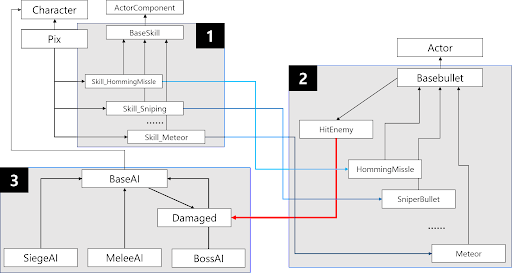 Character
ActorComponent
Pix
BaseSkill
1
Skill_HommingMissle
Skill_Sniping
......
Skill_Meteor
Actor
2
Basebullet
HitEnemy
HommingMissle
SniperBullet
......
Meteor
3
BaseAI
Damaged
SiegeAI
MeleeAI
BossAI